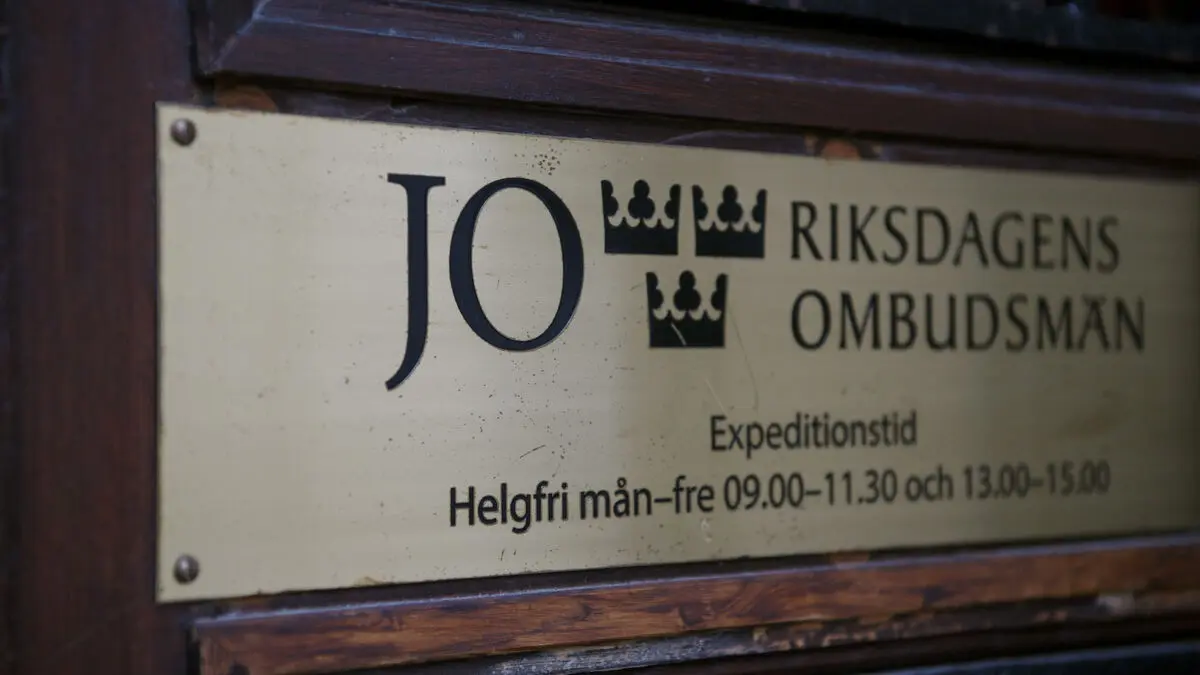 JO
RIKSDAGENS
OMBUDSMÄN
Expeditionstid
Helgfri mån–fre 09.00–11.30 och 13.00–15.00